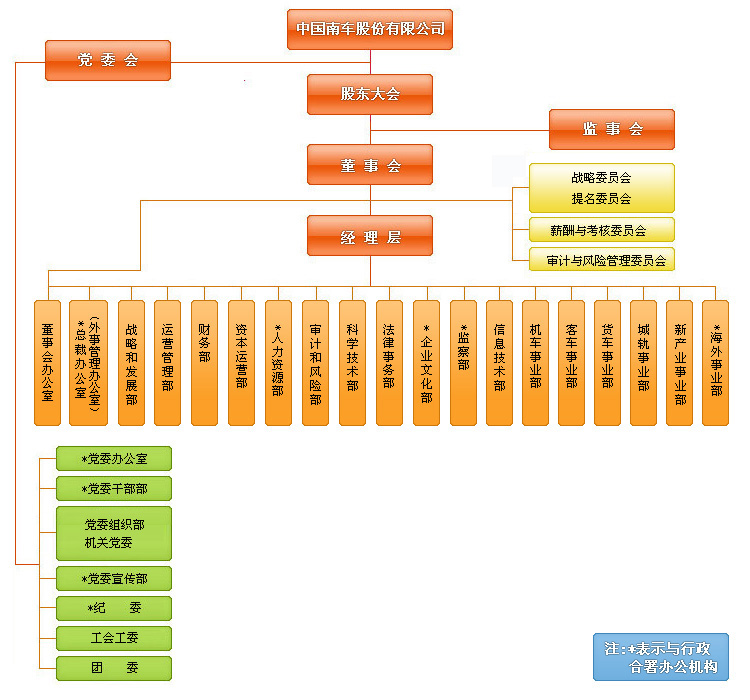 中国南车股份有限公司
党 委 会
股东大会
监 事 会
董 事 会
战略委员会
提名委员会
薪酬与考核委员会
审计与风险管理委员会
经 理 层
董事会办公室
*总裁办公室
（外事管理办公室）
战略和发展部
运营管理部
财务部
资本运营部
*人力资源部
审计和风险部
科学技术部
法律事务部
*企业文化部
*监察部
信息技术部
机车事业部
客车事业部
货车事业部
城轨事业部
新产业事业部
*海外事业部
*党委办公室
*党委干部部
党委组织部
机关党委
*党委宣传部
*纪 委
工会工委
团 委
注:*表示与行政
合署办公机构